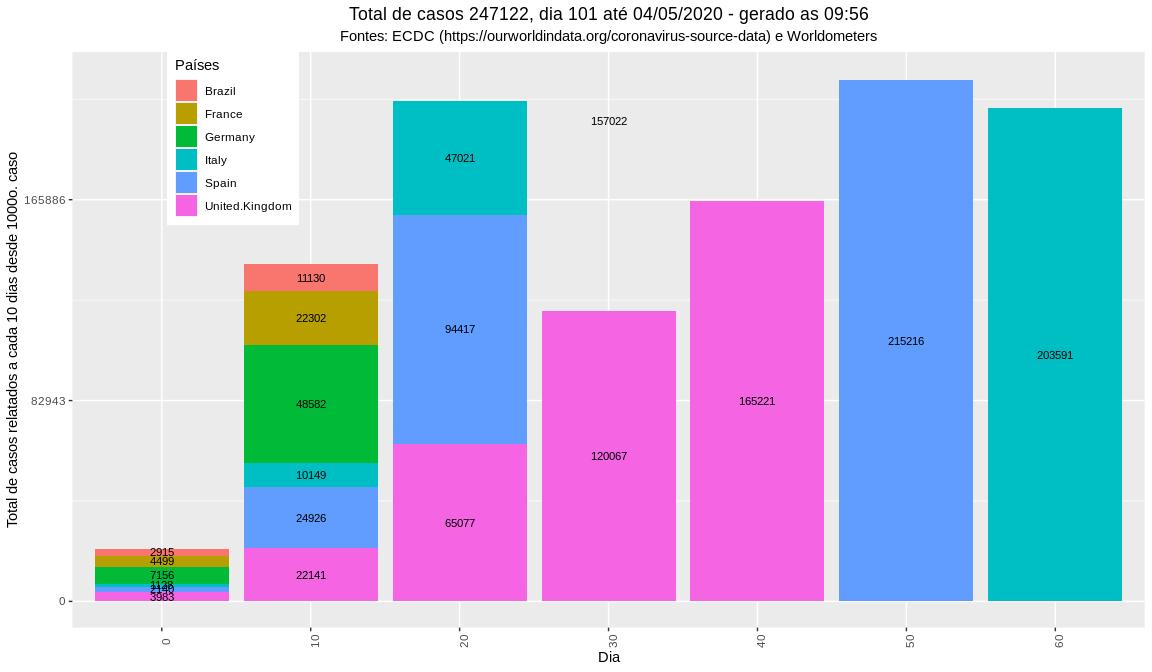 Total de casos 247122, dia 101 até 04/05/2020 - gerado as 09:56
Fontes: ECDC (https://ourworldindata.org/coronavirus-source-data) e Worldometers
Total de casos relatados a cada 10 dias desde 1000o. caso
165886
82943
0
Países
Brazil
France
Germany
Italy
Spain
United.Kingdom
2915
4499
7156
1128
2140
3983
11130
22302
48582
10149
24926
22141
47021
94417
65077
157022
120067
165221
215216
203591
0
10
20
30
40
50
60
Dia